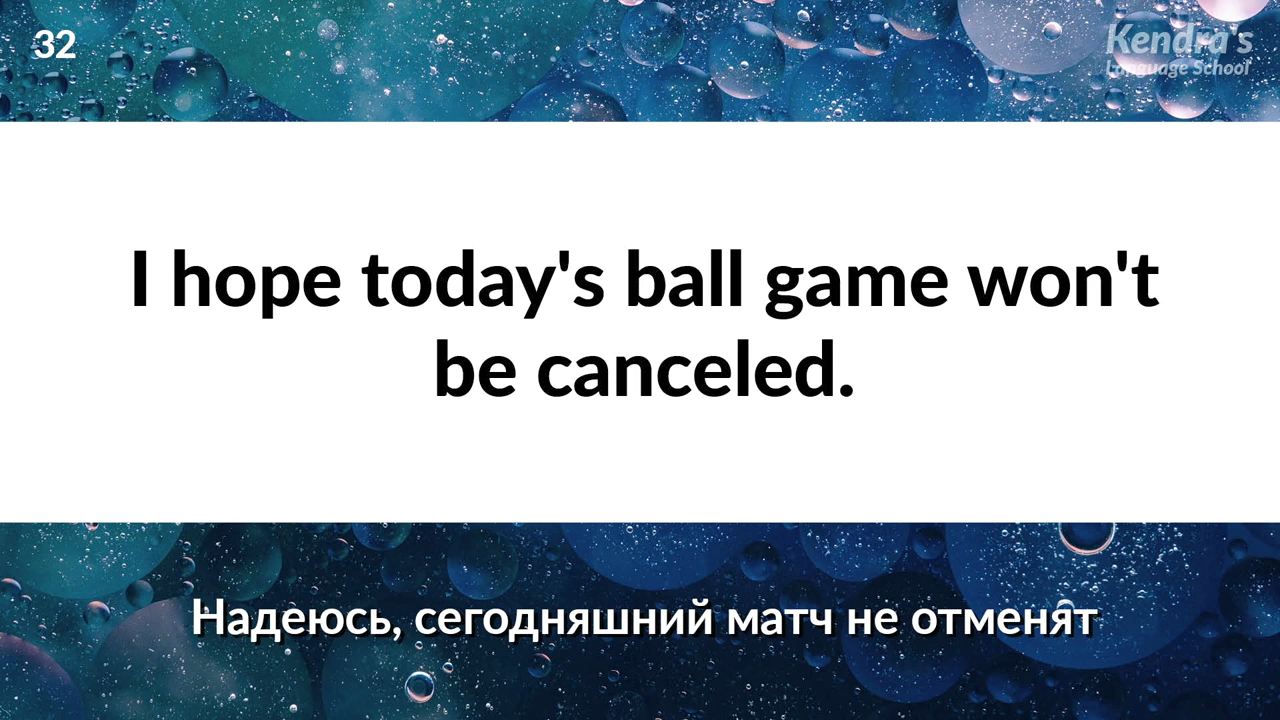 32
Kendra's
Language School
I hope today's ball game won't
be canceled.
Надеюсь, сегодняшний матч не отменят